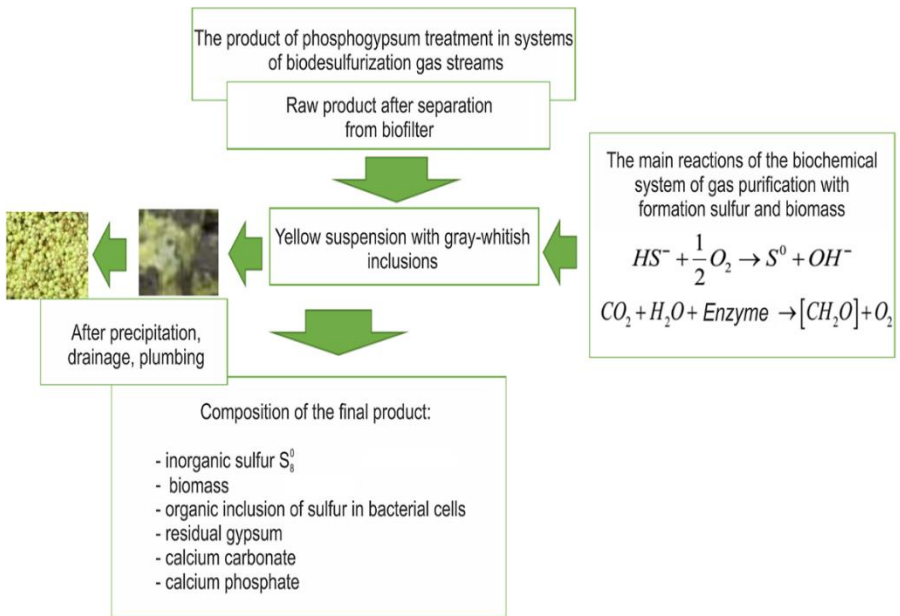 The product of phosphogypsum treatment in systems
of biodesulfurization gas streams
Raw product after separation
from biofilter
The main reactions of the biochemical
system of gas purification with
formation sulfur and biomass
HS⁻ + 1/2 O₂ → S⁰ + OH⁻
CO₂ + H₂O + Enzyme → [CH₂O] + O₂
Yellow suspension with gray-whitish
inclusions
After precipitation,
drainage, plumbing
Composition of the final product:
- inorganic sulfur S₈⁰
- biomass
- organic inclusion of sulfur in bacterial cells
- residual gypsum
- calcium carbonate
- calcium phosphate